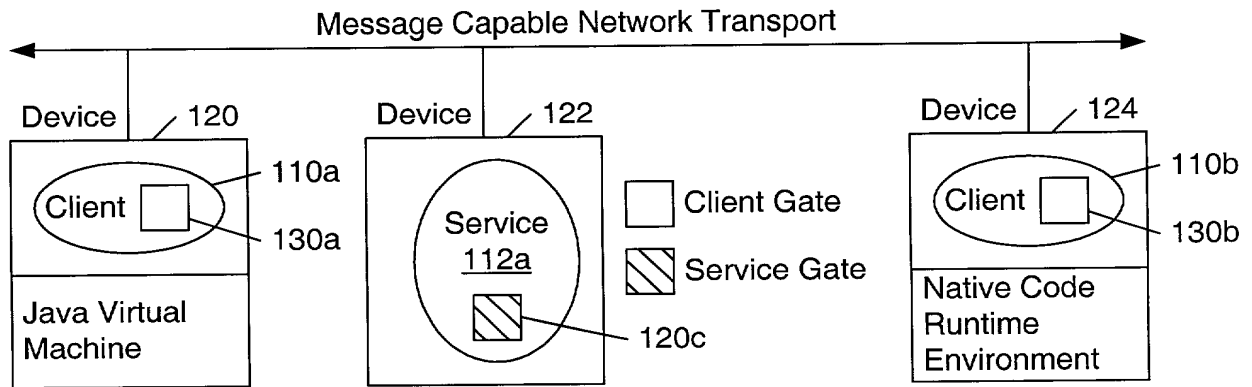 Message Capable Network Transport
Device
120
Device
122
Device
124
110a
Client
130a
Java Virtual
Machine
Service
112a
120c
Client Gate
Service Gate
110b
Client
130b
Native Code
Runtime
Environment